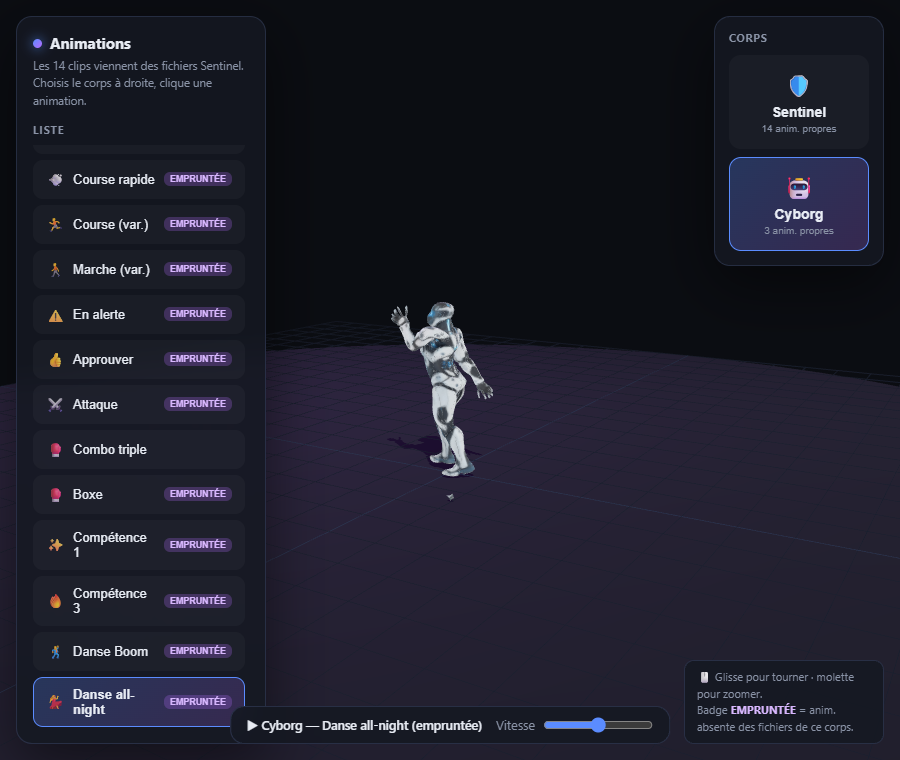 Animations
Les 14 clips viennent des fichiers Sentinel.
Choisis le corps à droite, clique une
animation.
LISTE
Course rapide EMPRUNTÉE
Course (var.) EMPRUNTÉE
Marche (var.) EMPRUNTÉE
En alerte EMPRUNTÉE
Approuver EMPRUNTÉE
Attaque EMPRUNTÉE
Combo triple
Boxe EMPRUNTÉE
Compétence
1 EMPRUNTÉE
Compétence
3 EMPRUNTÉE
Danse Boom EMPRUNTÉE
Danse all-
night EMPRUNTÉE
▶ Cyborg — Danse all-night (empruntée) Vitesse
CORPS
Sentinel
14 anim. propres
Cyborg
3 anim. propres
Glisse pour tourner · molette
pour zoomer.
Badge EMPRUNTÉE = anim.
absente des fichiers de ce corps.